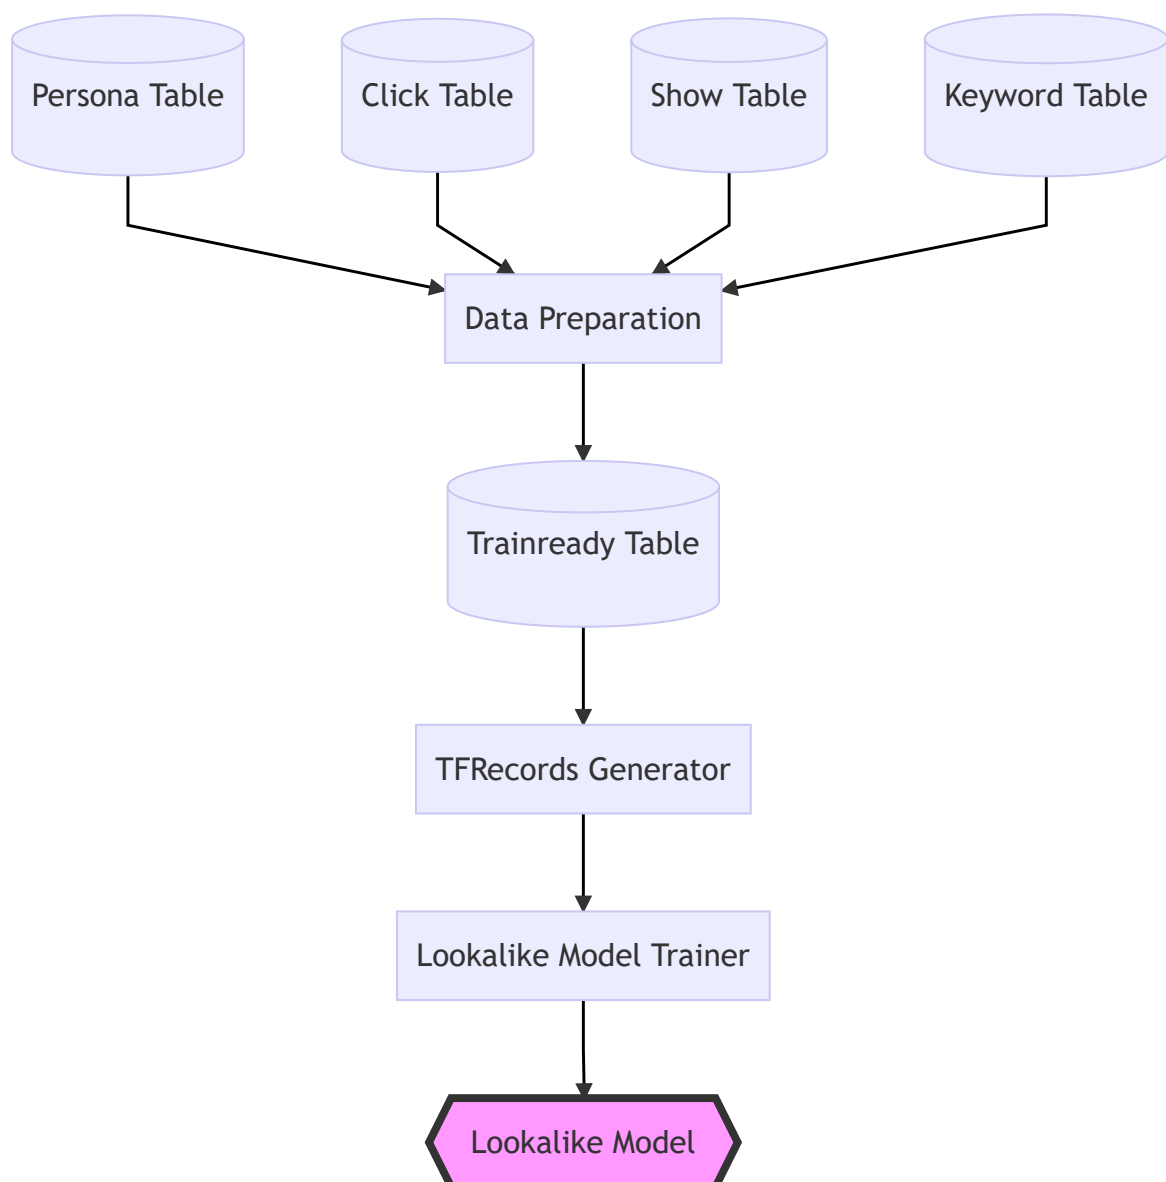 Persona Table
Click Table
Show Table
Keyword Table
Data Preparation
Trainready Table
TFRecords Generator
Lookalike Model Trainer
Lookalike Model